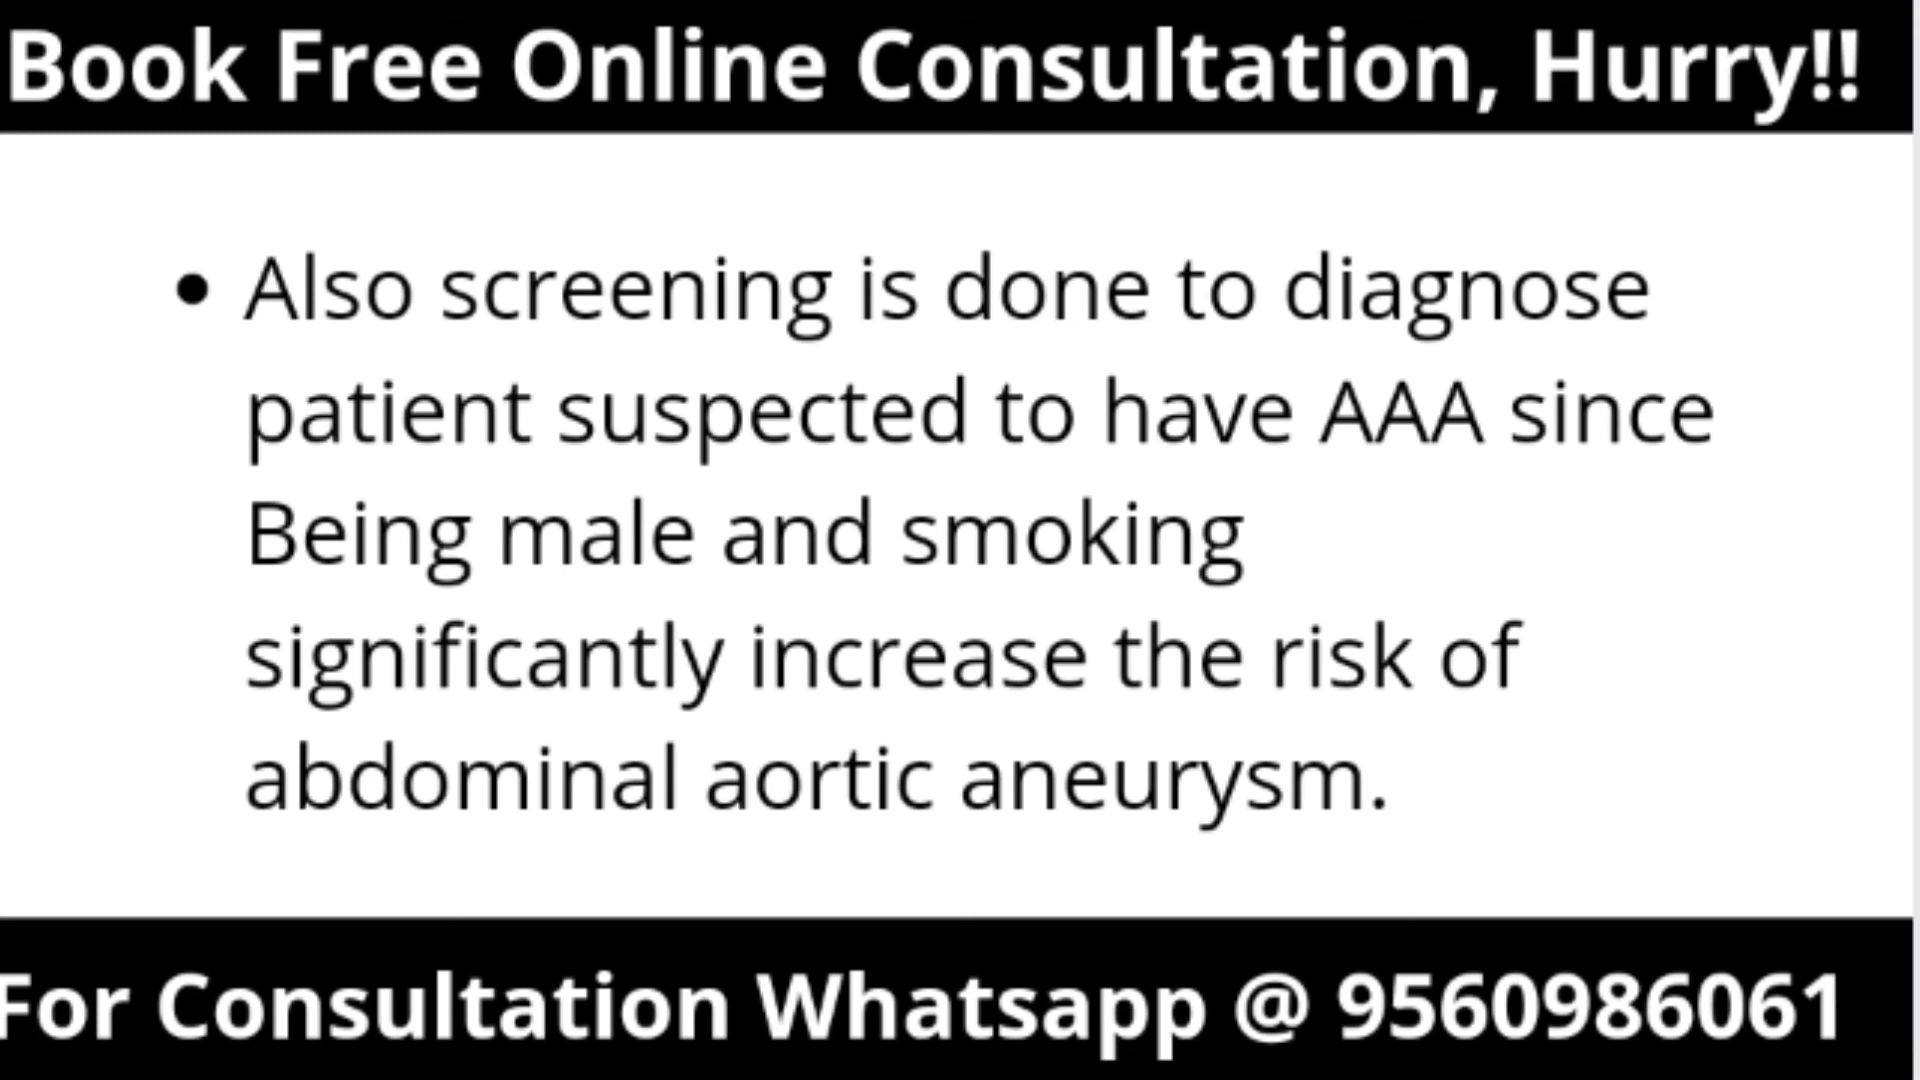 Book Free Online Consultation, Hurry!!
• Also screening is done to diagnose
patient suspected to have AAA since
Being male and smoking
significantly increase the risk of
abdominal aortic aneurysm.
For Consultation Whatsapp @ 9560986061